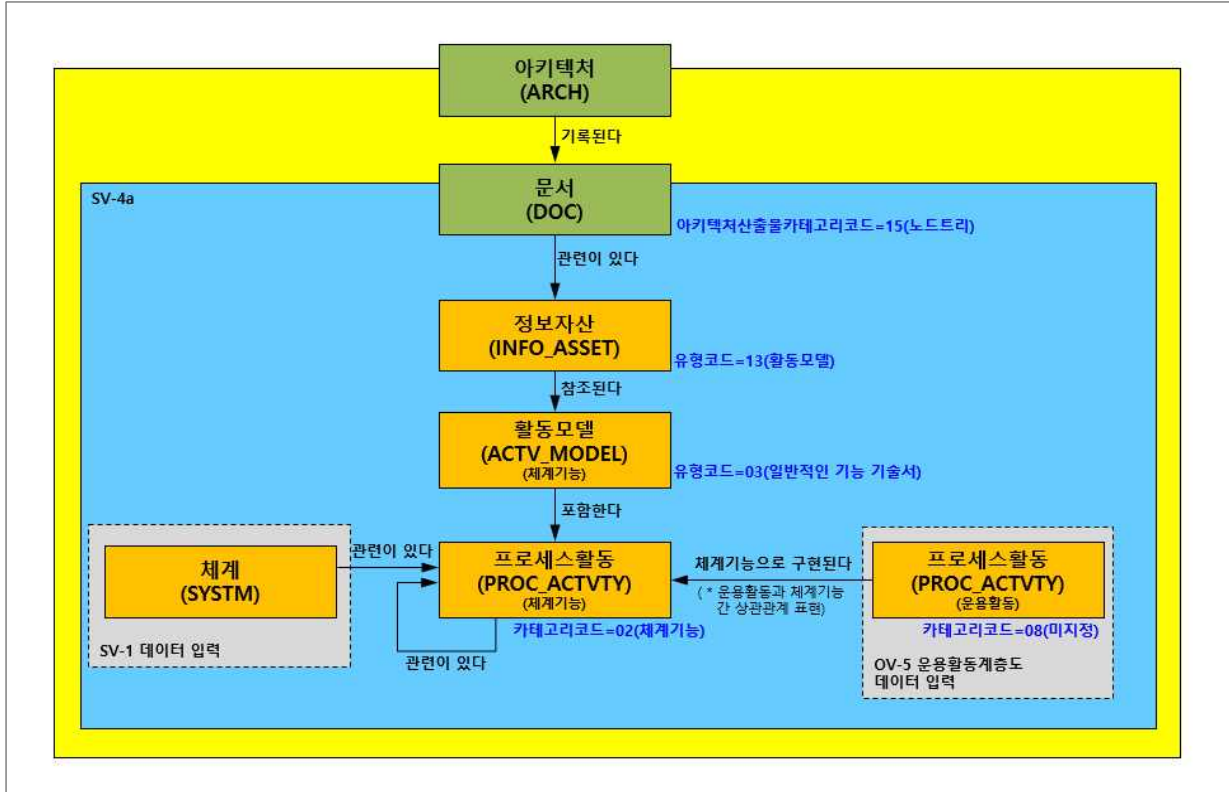 아키텍처
(ARCH)
기록된다
SV-4a
문서
(DOC)
아키텍처산출물카테고리코드=15(노드트리)
관련이 있다
정보자산
(INFO_ASSET)
유형코드=13(활동모델)
참조된다
활동모델
(ACTV_MODEL)
(체계기능)
유형코드=03(일반적인 기능 기술서)
포함한다
체계
(SYSTM)
SV-1 데이터 입력
관련이 있다
프로세스활동
(PROC_ACTVTY)
(체계기능)
카테고리코드=02(체계기능)
관련이 있다
체계기능으로 구현된다
( * 운용활동과 체계기능
간 상관관계 표현)
프로세스활동
(PROC_ACTVTY)
(운용활동)
카테고리코드=08(미지정)
OV-5 운용활동계층도
데이터 입력